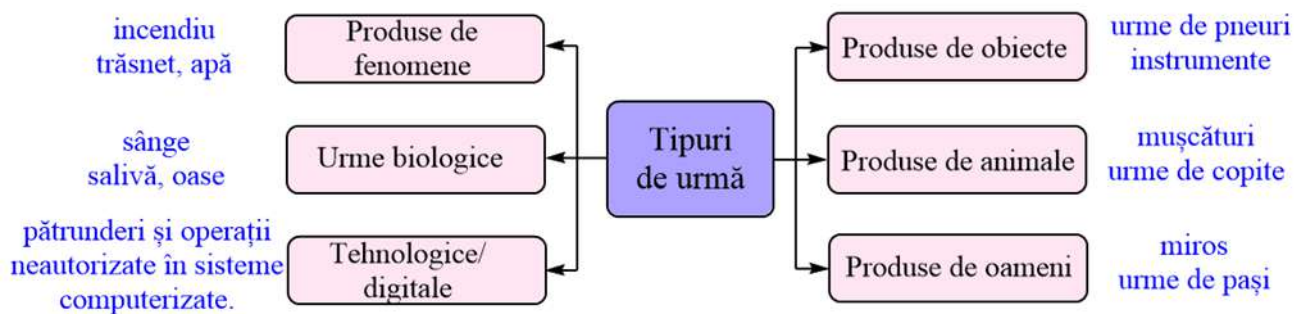 incendiu
trăsnet, apă
Produse de
fenomene
sânge
salivă, oase
Urme biologice
pătrunderi și operații
neautorizate în sisteme
computerizate.
Tehnologice/
digitale
Tipuri
de urmă
Produse de obiecte
urme de pneuri
instrumente
Produse de animale
mușcături
urme de copite
Produse de oameni
miros
urme de pași